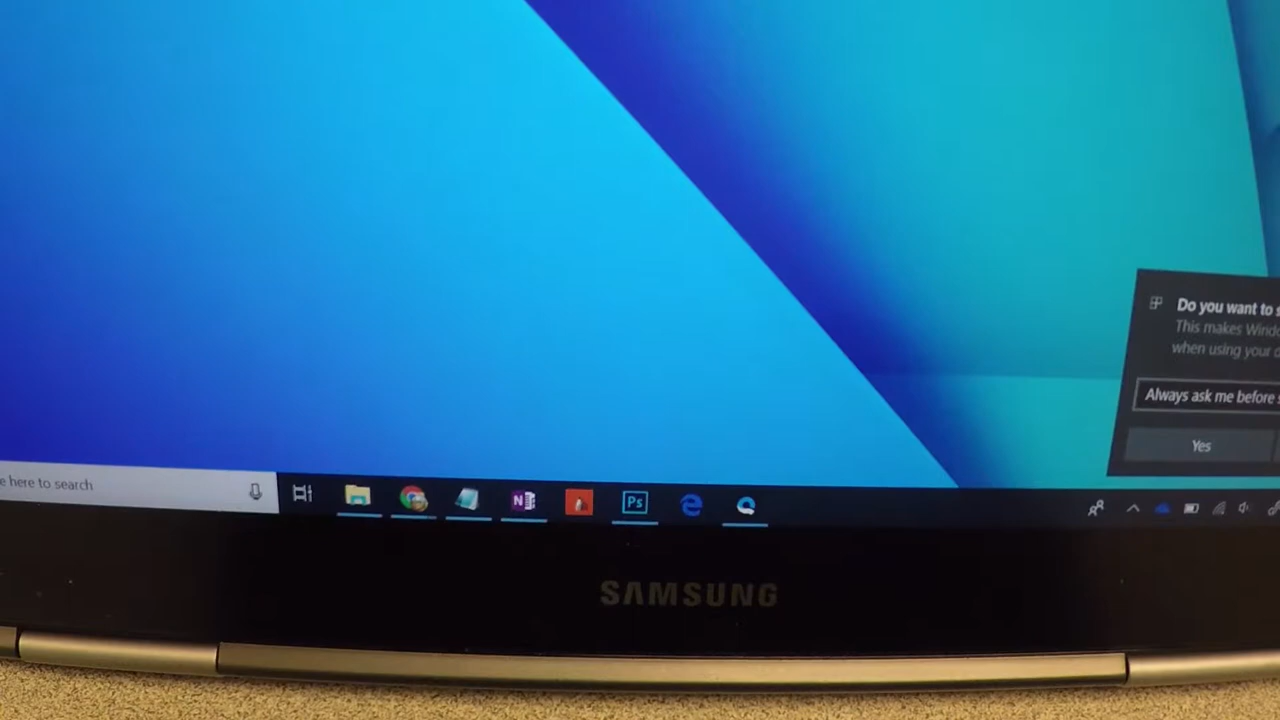 Do you want to s
This makes Windo
when using your d
Always ask me before s
Yes
e here to search
N
Ps
SAMSUNG